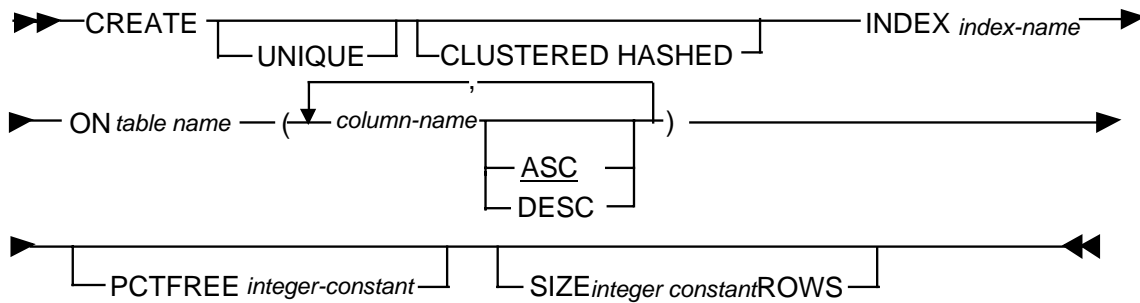 CREATE INDEX index-name
UNIQUE CLUSTERED HASHED
,
ON table name ( column-name )
ASC
DESC
PCTFREE integer-constant SIZE integer constant ROWS